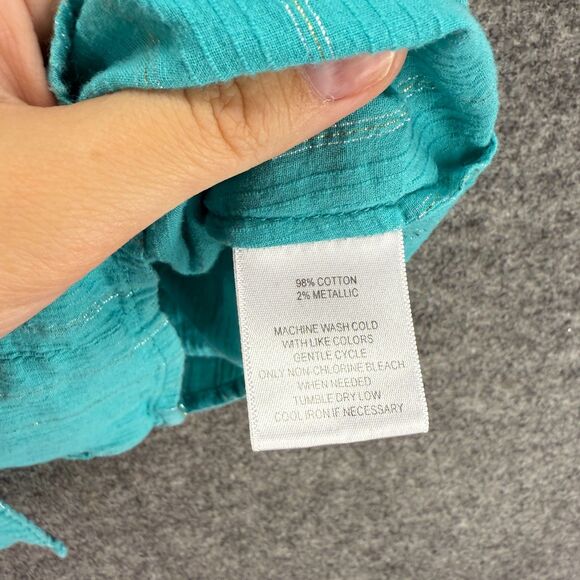 98% COTTON
2% METALLIC
MACHINE WASH COLD
WITH LIKE COLORS
GENTLE CYCLE
ONLY NON-CHLORINE BLEACH
WHEN NEEDED
TUMBLE DRY LOW
COOL IRON IF NECESSARY